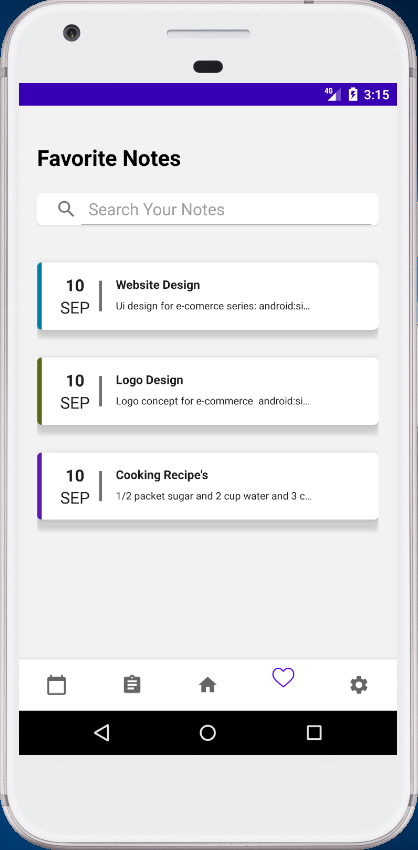 4G 3:15
Favorite Notes
Search Your Notes
10
SEP
Website Design
Ui design for e-comerce series: android:si...
10
SEP
Logo Design
Logo concept for e-commerce android:si...
10
SEP
Cooking Recipe's
1/2 packet sugar and 2 cup water and 3 c...